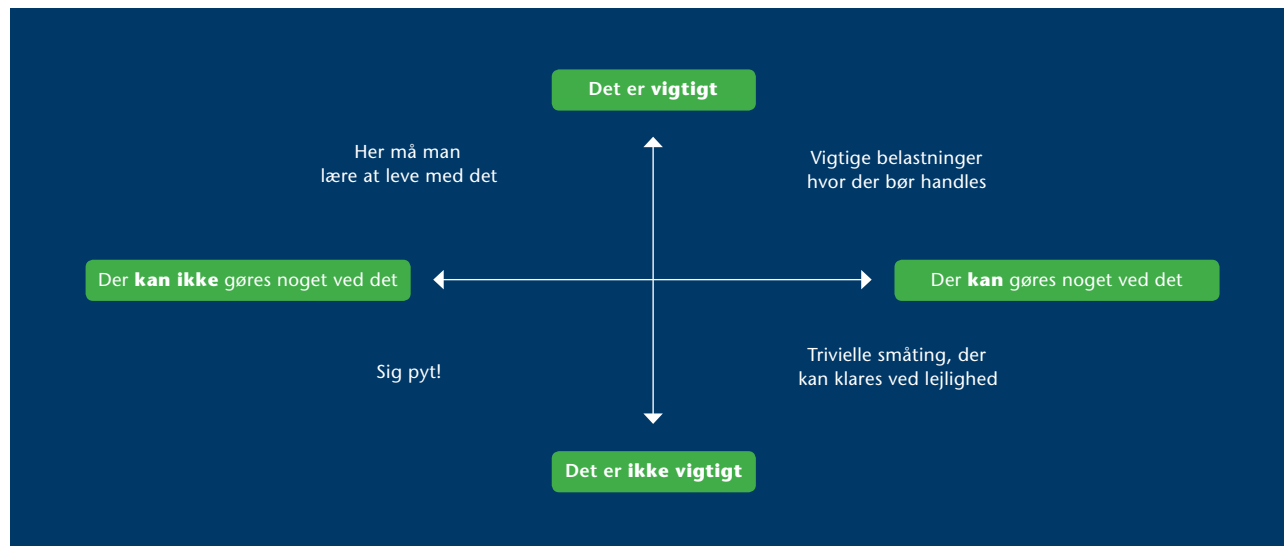 Det er vigtigt
Her må man
lære at leve med det
Vigtige belastninger
hvor der bør handles
Der kan ikke gøres noget ved det
Der kan gøres noget ved det
Sig pyt!
Trivielle småting, der
kan klares ved lejlighed
Det er ikke vigtigt